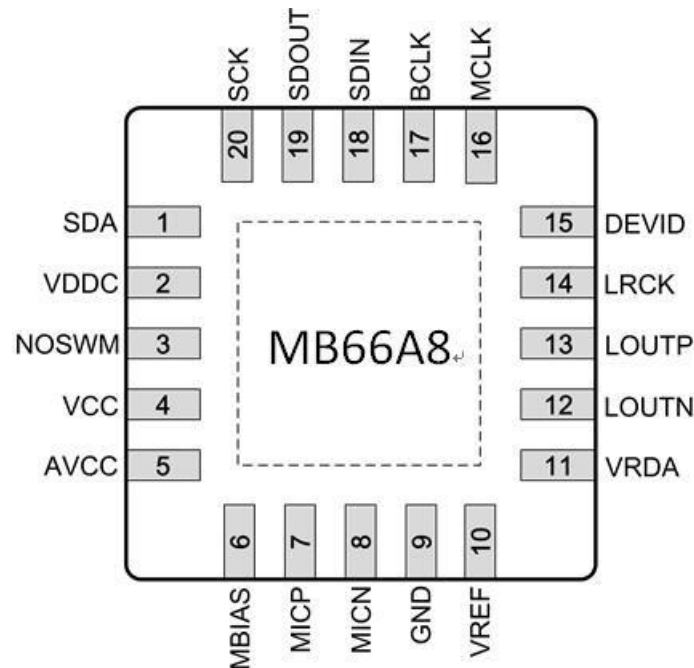 SCK
SDOUT
SDIN
BCLK
MCLK
20
19
18
17
16
SDA 1
VDDC 2
NOSWM 3
VCC 4
AVCC 5
MB66A8
15 DEVID
14 LRCK
13 LOUTP
12 LOUTN
11 VRDA
6
7
8
9
10
MBIAS
MICP
MICN
GND
VREF